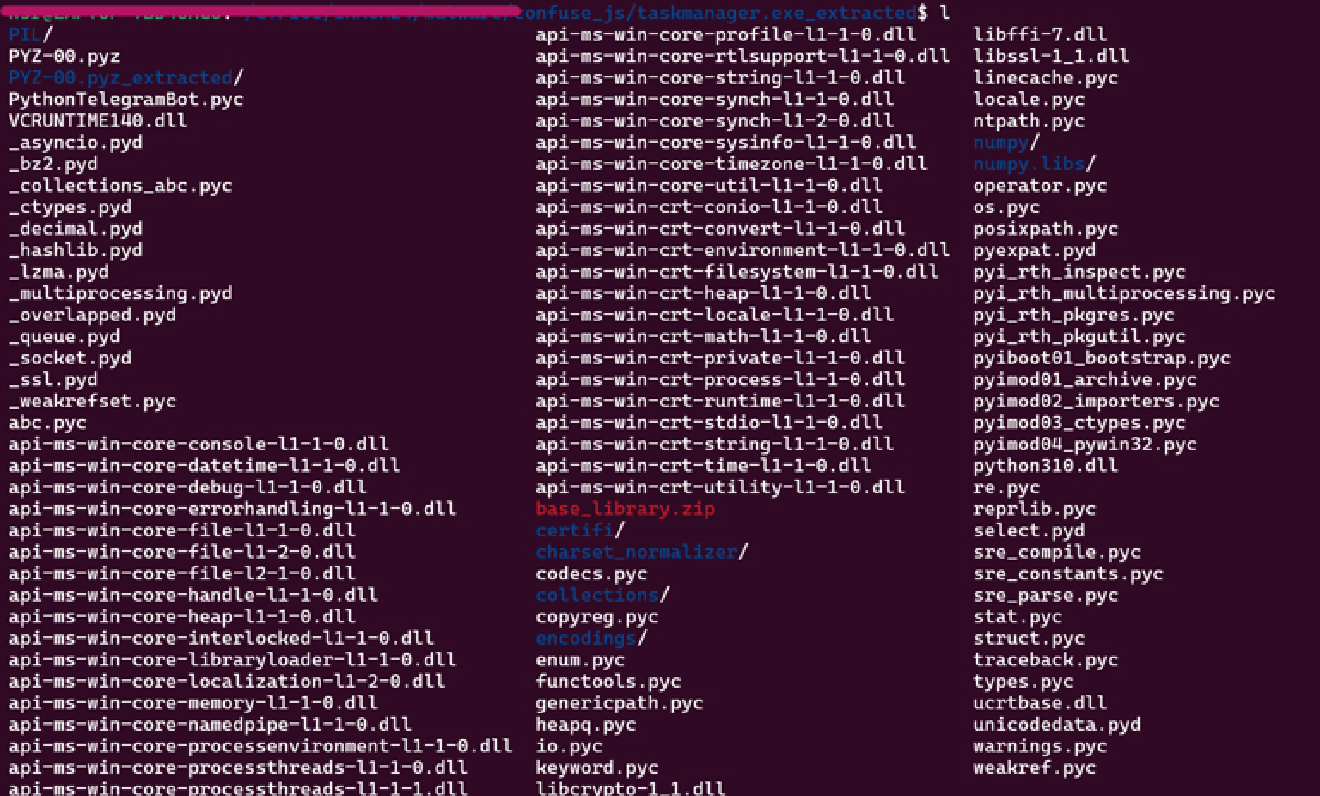 confuse_js/taskmanager.exe_extracted$ l
PIL/
PYZ-00.pyz
PYZ-00.pyz_extracted/
PythonTelegramBot.pyc
VCRUNTIME140.dll
_asyncio.pyd
_bz2.pyd
_collections_abc.pyc
_ctypes.pyd
_decimal.pyd
_hashlib.pyd
_lzma.pyd
_multiprocessing.pyd
_overlapped.pyd
_queue.pyd
_socket.pyd
_ssl.pyd
_weakrefset.pyc
abc.pyc
api-ms-win-core-console-l1-1-0.dll
api-ms-win-core-datetime-l1-1-0.dll
api-ms-win-core-debug-l1-1-0.dll
api-ms-win-core-errorhandling-l1-1-0.dll
api-ms-win-core-file-l1-1-0.dll
api-ms-win-core-file-l1-2-0.dll
api-ms-win-core-file-l2-1-0.dll
api-ms-win-core-handle-l1-1-0.dll
api-ms-win-core-heap-l1-1-0.dll
api-ms-win-core-interlocked-l1-1-0.dll
api-ms-win-core-libraryloader-l1-1-0.dll
api-ms-win-core-localization-l1-2-0.dll
api-ms-win-core-memory-l1-1-0.dll
api-ms-win-core-namedpipe-l1-1-0.dll
api-ms-win-core-processenvironment-l1-1-0.dll
api-ms-win-core-processthreads-l1-1-0.dll
api-ms-win-core-processthreads-l1-1-1.dll
api-ms-win-core-profile-l1-1-0.dll
api-ms-win-core-rtlsupport-l1-1-0.dll
api-ms-win-core-string-l1-1-0.dll
api-ms-win-core-synch-l1-1-0.dll
api-ms-win-core-synch-l1-2-0.dll
api-ms-win-core-sysinfo-l1-1-0.dll
api-ms-win-core-timezone-l1-1-0.dll
api-ms-win-core-util-l1-1-0.dll
api-ms-win-crt-conio-l1-1-0.dll
api-ms-win-crt-convert-l1-1-0.dll
api-ms-win-crt-environment-l1-1-0.dll
api-ms-win-crt-filesystem-l1-1-0.dll
api-ms-win-crt-heap-l1-1-0.dll
api-ms-win-crt-locale-l1-1-0.dll
api-ms-win-crt-math-l1-1-0.dll
api-ms-win-crt-private-l1-1-0.dll
api-ms-win-crt-process-l1-1-0.dll
api-ms-win-crt-runtime-l1-1-0.dll
api-ms-win-crt-stdio-l1-1-0.dll
api-ms-win-crt-string-l1-1-0.dll
api-ms-win-crt-time-l1-1-0.dll
api-ms-win-crt-utility-l1-1-0.dll
base_library.zip
certifi/
charset_normalizer/
codecs.pyc
collections/
copyreg.pyc
encodings/
enum.pyc
functools.pyc
genericpath.pyc
heapq.pyc
io.pyc
keyword.pyc
libcrypto-1_1.dll
libffi-7.dll
libssl-1_1.dll
linecache.pyc
locale.pyc
ntpath.pyc
numpy/
numpy.libs/
operator.pyc
os.pyc
posixpath.pyc
pyexpat.pyd
pyi_rth_inspect.pyc
pyi_rth_multiprocessing.pyc
pyi_rth_pkgres.pyc
pyi_rth_pkgutil.pyc
pyiboot01_bootstrap.pyc
pyimod01_archive.pyc
pyimod02_importers.pyc
pyimod03_ctypes.pyc
pyimod04_pywin32.pyc
python310.dll
re.pyc
reprlib.pyc
select.pyd
sre_compile.pyc
sre_constants.pyc
sre_parse.pyc
stat.pyc
struct.pyc
traceback.pyc
types.pyc
ucrtbase.dll
unicodedata.pyd
warnings.pyc
weakref.pyc